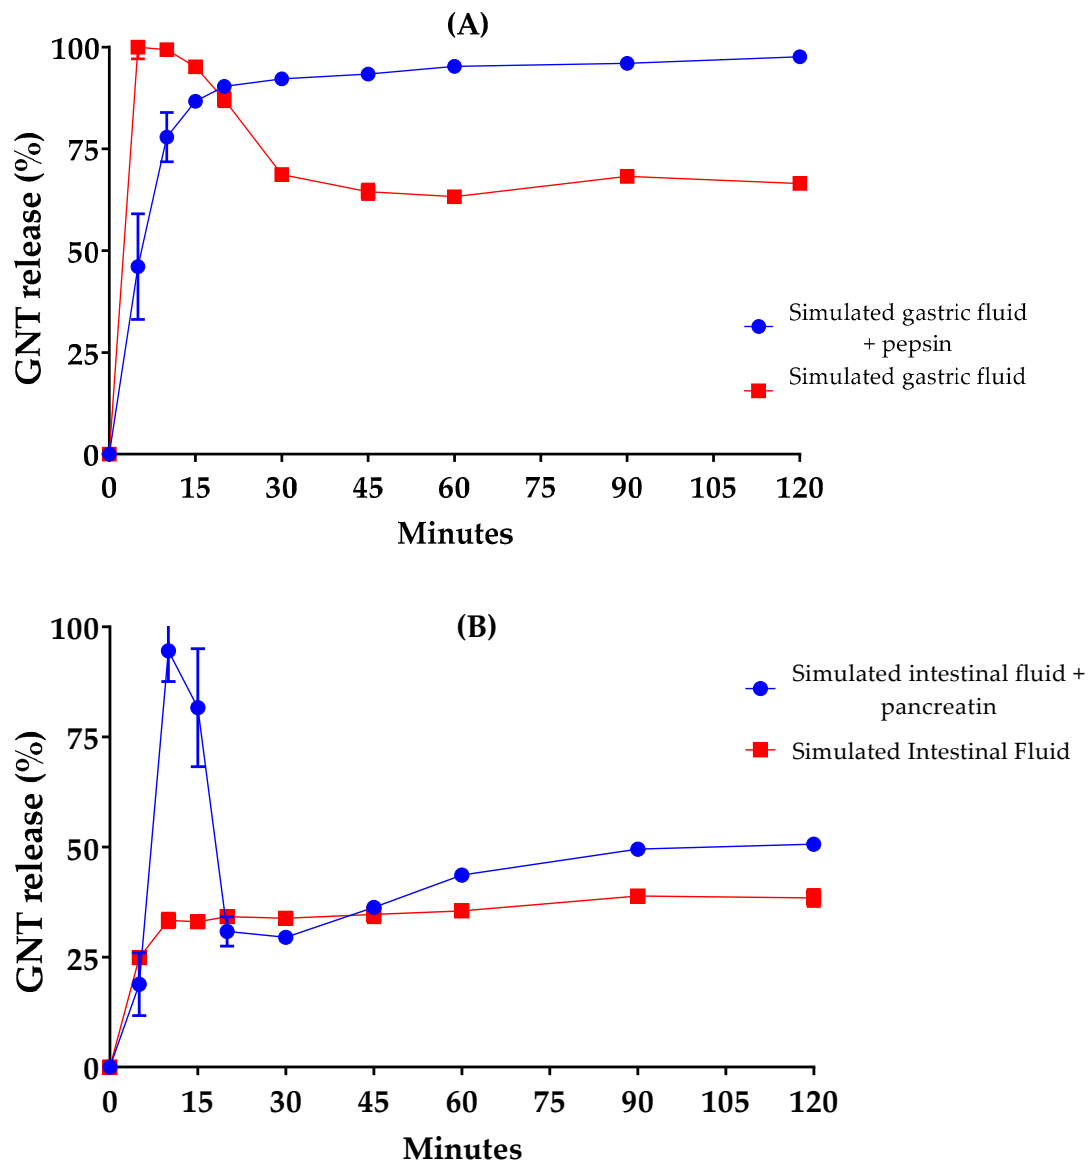 (A)
100
75
50
25
0
GNT release (%)
0 15 30 45 60 75 90 105 120
Minutes
Simulated gastric fluid
+ pepsin
Simulated gastric fluid
(B)
100
75
50
25
0
GNT release (%)
0 15 30 45 60 75 90 105 120
Minutes
Simulated intestinal fluid +
pancreatin
Simulated Intestinal Fluid